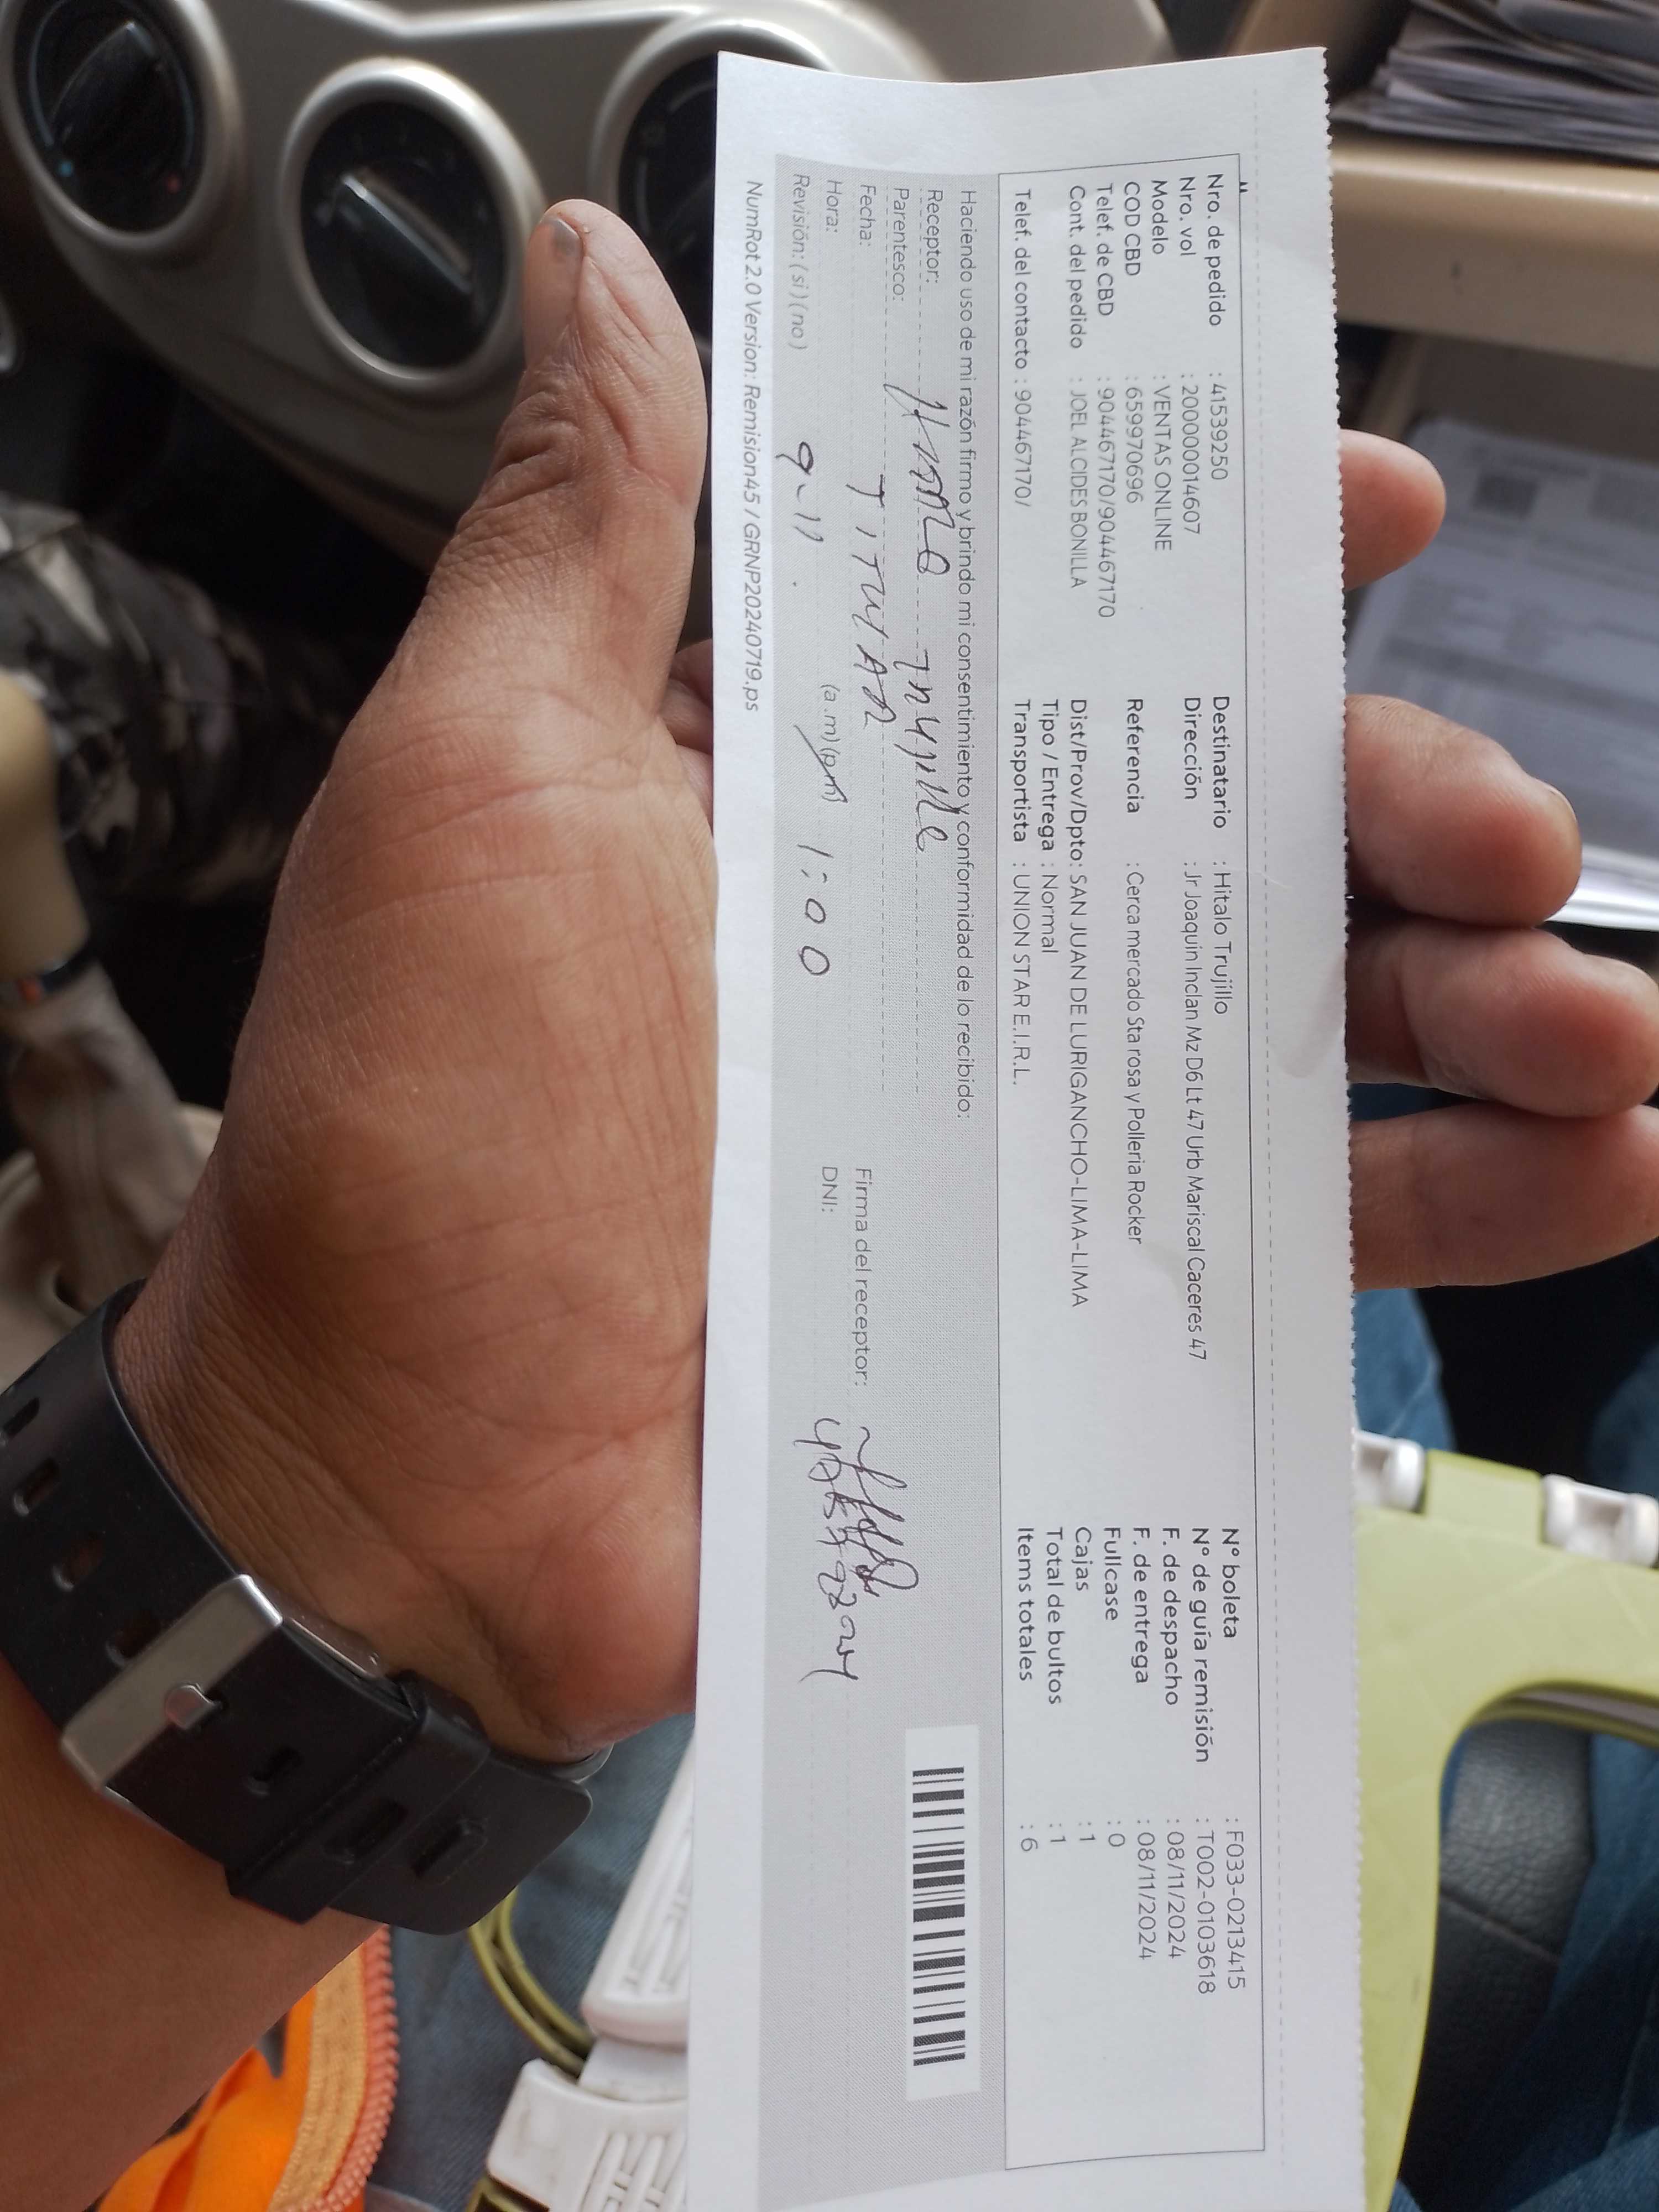 Nro. de pedido : 41539250
Nro. vol : 2000000014607
Modelo : VENTAS ONLINE
COD CBD : 659970696
Telef. de CBD : 904467170/904467170
Cont. del pedido : JOEL ALCIDES BONILLA
Telef. del contacto : 904467170/
Destinatario : Hitalo Trujillo
Dirección : Jr Joaquin Inclan Mz D6 Lt 47 Urb Mariscal Caceres 47
Referencia : Cerca mercado Sta rosa y Polleria Rocker
Dist/Prov/Dpto: SAN JUAN DE LURIGANCHO-LIMA-LIMA
Tipo / Entrega : Normal
Transportista : UNION STAR E.I.R.L.
N° boleta : F033-0213415
N° de guía remisión : T002-0103618
F. de despacho : 08/11/2024
F. de entrega : 08/11/2024
Fullcase : 0
Cajas : 1
Total de bultos : 1
Items totales : 6
Haciendo uso de mi razón firmo y brindo mi consentimiento y conformidad de lo recibido:
Receptor:
Parentesco: TITULAR
Fecha: 9-11.
Hora: (a.m) (pm) 1:00
Revisión: ( si ) ( no )
Firma del receptor:
DNI:
NumRot 2.0 Version: Remision45 / GRNP20240719.ps